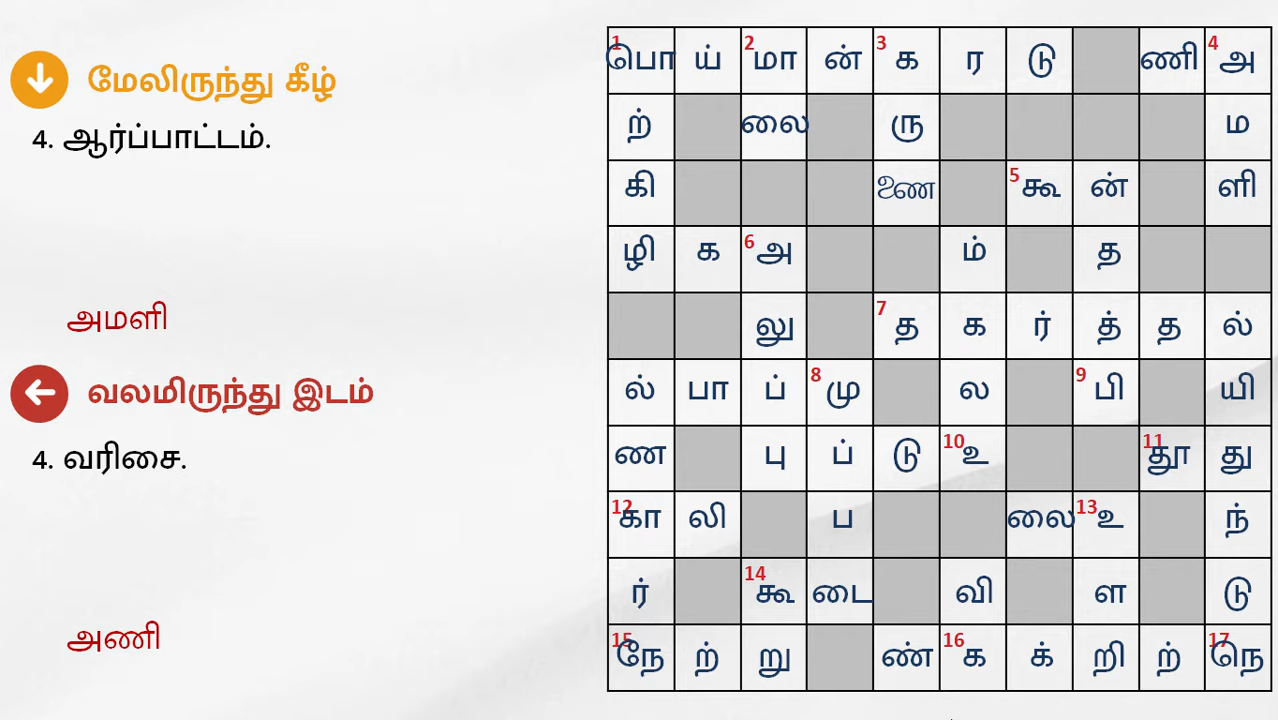 மேலிருந்து கீழ்
4. ஆர்ப்பாட்டம்.
அமளி
வலமிருந்து இடம்
4. வரிசை.
அணி
1 பொ ய் 2 மா ன் 3 க ர டு ணி 4 அ
ற் லை ரு ம
கி ணை 5 கூ ன் ளி
ழி க 6 அ ம் த
லு 7 த க ர் த் த ல்
ல் பா ப் 8 மு ல 9 பி யி
ண பு ப் டு 10 உ 11 தூ து
12 கா லி ப லை 13 உ ந்
ர் 14 கூ டை வி ள டு
15 நே ற் று ண் 16 க க் றி ற் 17 நெ